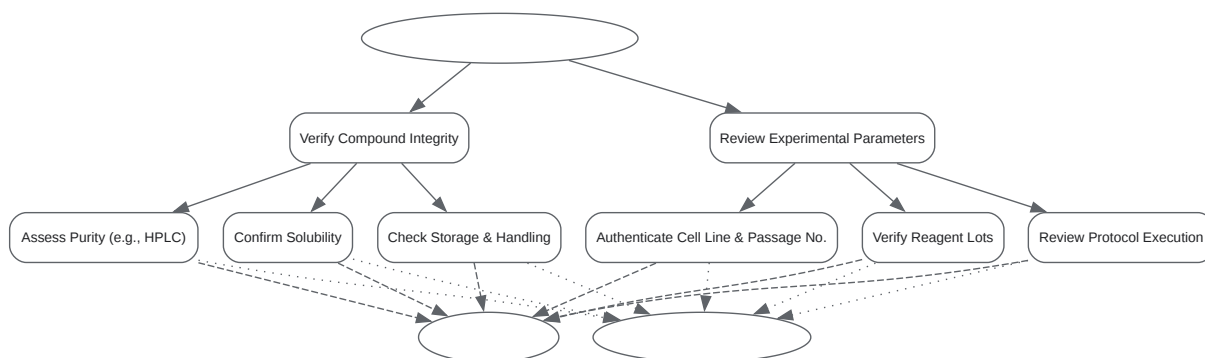 Verify Compound Integrity
Review Experimental Parameters
Assess Purity (e.g., HPLC)
Confirm Solubility
Check Storage & Handling
Authenticate Cell Line & Passage No.
Verify Reagent Lots
Review Protocol Execution